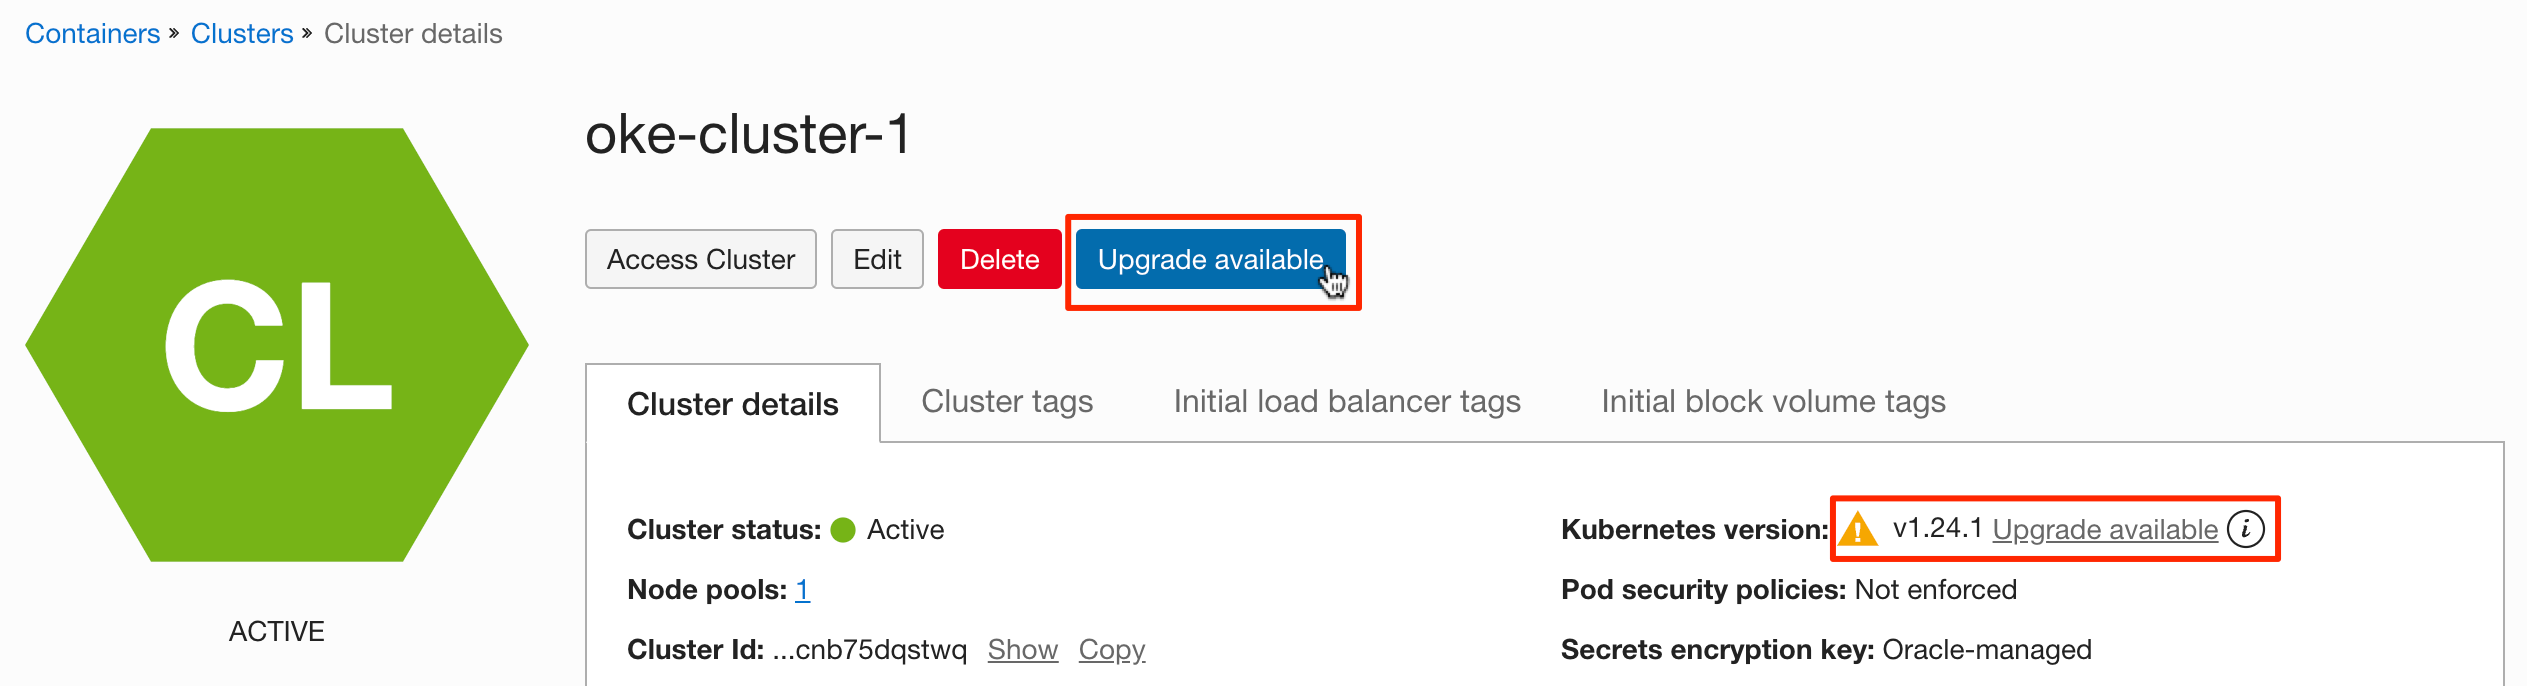 Containers » Clusters » Cluster details
oke-cluster-1
Access Cluster Edit Delete Upgrade available
CL
ACTIVE
Cluster details Cluster tags Initial load balancer tags Initial block volume tags
Cluster status: Active
Node pools: 1
Cluster Id: ...cnb75dqstwq Show Copy
Kubernetes version: v1.24.1 Upgrade available i
Pod security policies: Not enforced
Secrets encryption key: Oracle-managed